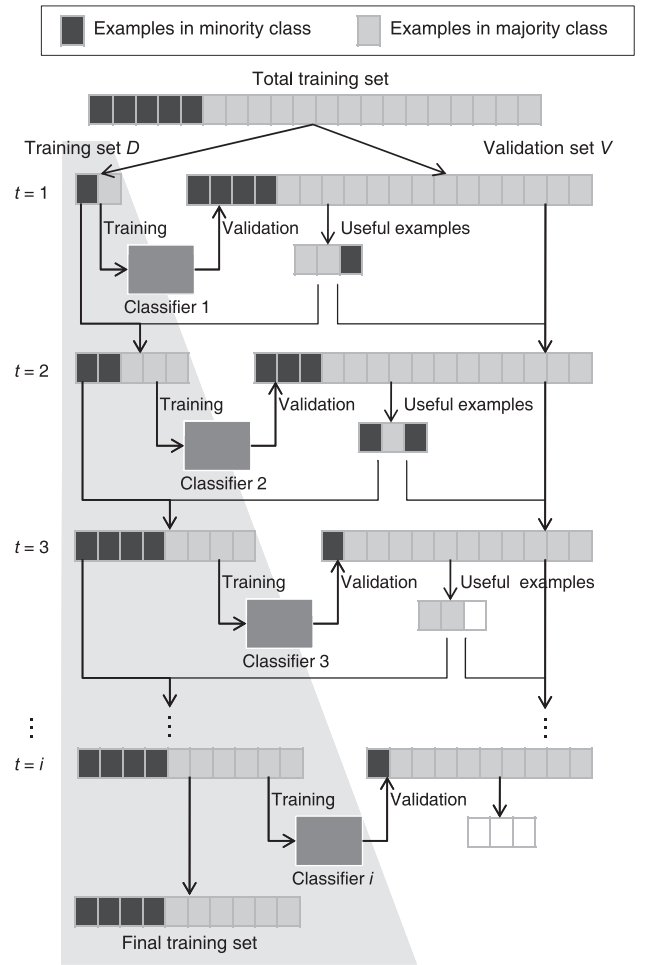 Examples in minority class
Examples in majority class
Total training set
Training set D
Validation set V
t = 1
Training
Validation
Useful examples
Classifier 1
t = 2
Training
Validation
Useful examples
Classifier 2
t = 3
Training
Validation
Useful examples
Classifier 3
t = i
Training
Validation
Classifier i
Final training set